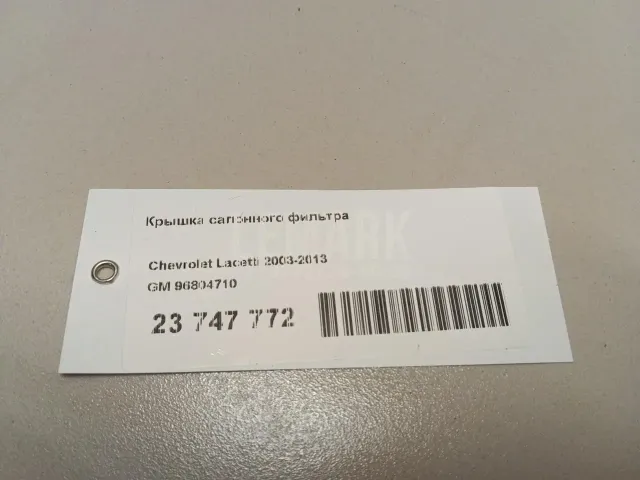 Крышка салонного фильтра
Chevrolet Lacetti 2003-2013
GM 96804710
23 747 772